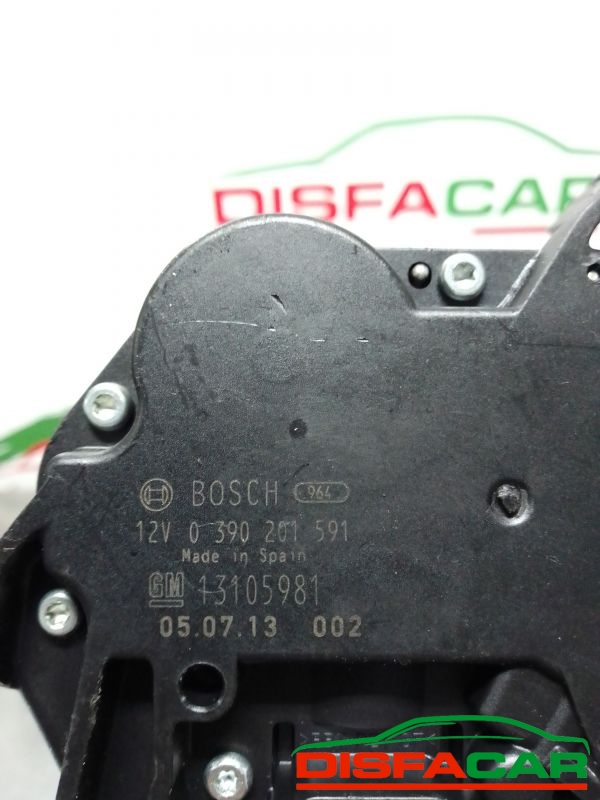 DISFACAR
BOSCH 964
12V 0 390 201 591
Made in Spain
GM 13105981
05.07.13 002
DISFACAR